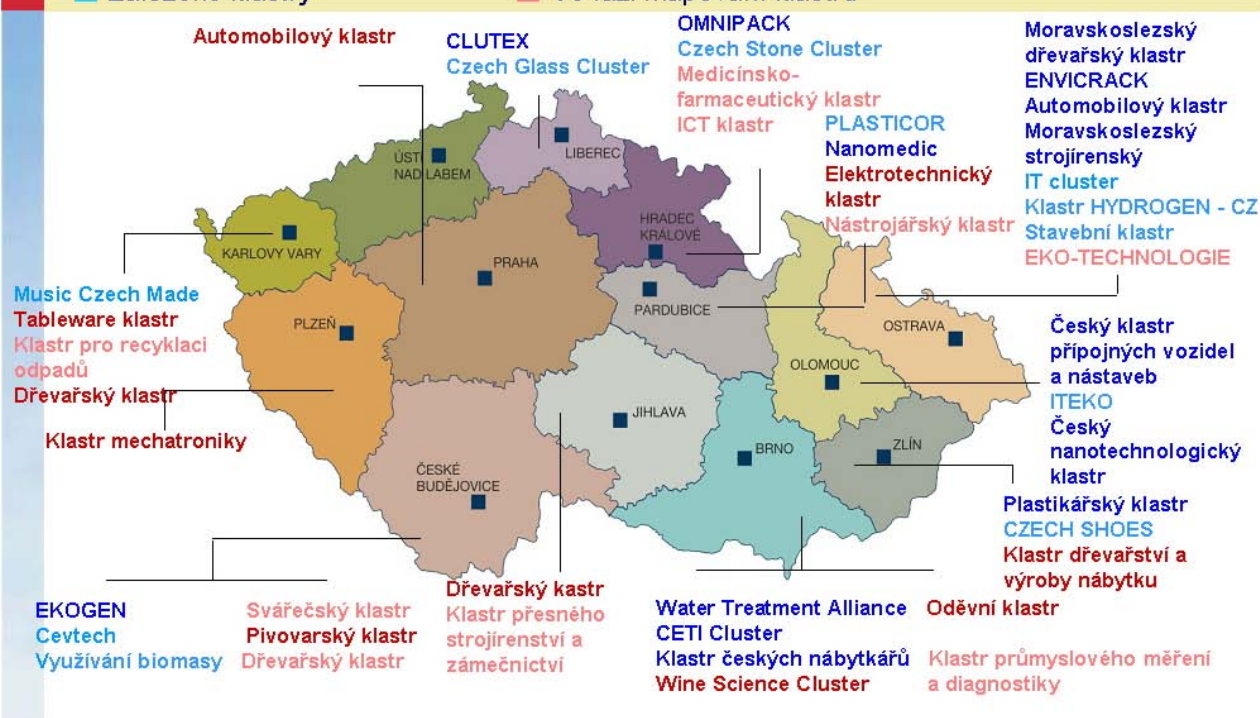 Automobilový klastr
CLUTEX
Czech Glass Cluster
OMNIPACK
Czech Stone Cluster
Medicínsko-
farmaceutický klastr
ICT klastr
PLASTICOR
Nanomedic
Elektrotechnický
klastr
Nástrojářský klastr
Moravskoslezský
dřevařský klastr
ENVICRACK
Automobilový klastr
Moravskoslezský
strojírenský
IT cluster
Klastr HYDROGEN - CZ
Stavební klastr
EKO-TECHNOLOGIE
ÚSTÍ
NAD LABEM
LIBEREC
HRADEC
KRÁLOVÉ
KARLOVY VARY
PRAHA
PARDUBICE
PLZEŇ
OSTRAVA
OLOMOUC
JIHLAVA
BRNO
ZLÍN
ČESKÉ
BUDĚJOVICE
Music Czech Made
Tableware klastr
Klastr pro recyklaci
odpadů
Dřevařský klastr
Klastr mechatroniky
Český klastr
přípojných vozidel
a nástaveb
ITEKO
Český
nanotechnologický
klastr
Plastikářský klastr
CZECH SHOES
Klastr dřevařství a
výroby nábytku
EKOGEN
Cevtech
Využívání biomasy
Svářečský klastr
Pivovarský klastr
Dřevařský klastr
Dřevařský kastr
Klastr přesného
strojírenství a
zámečnictví
Water Treatment Alliance
CETI Cluster
Klastr českých nábytkářů
Wine Science Cluster
Oděvní klastr
Klastr průmyslového měření
a diagnostiky